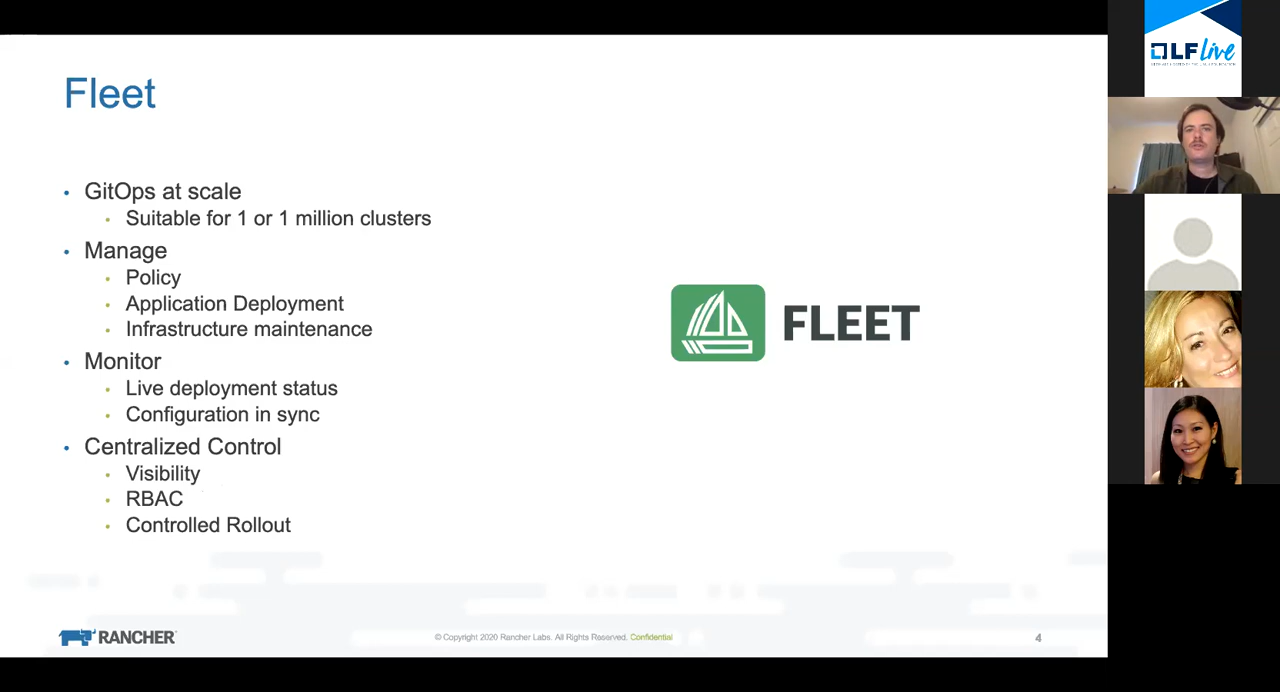 Fleet
• GitOps at scale
• Suitable for 1 or 1 million clusters
• Manage
• Policy
• Application Deployment
• Infrastructure maintenance
• Monitor
• Live deployment status
• Configuration in sync
• Centralized Control
• Visibility
• RBAC
• Controlled Rollout
FLEET
RANCHER
© Copyright 2020 Rancher Labs. All Rights Reserved. Confidential
4
LF Live